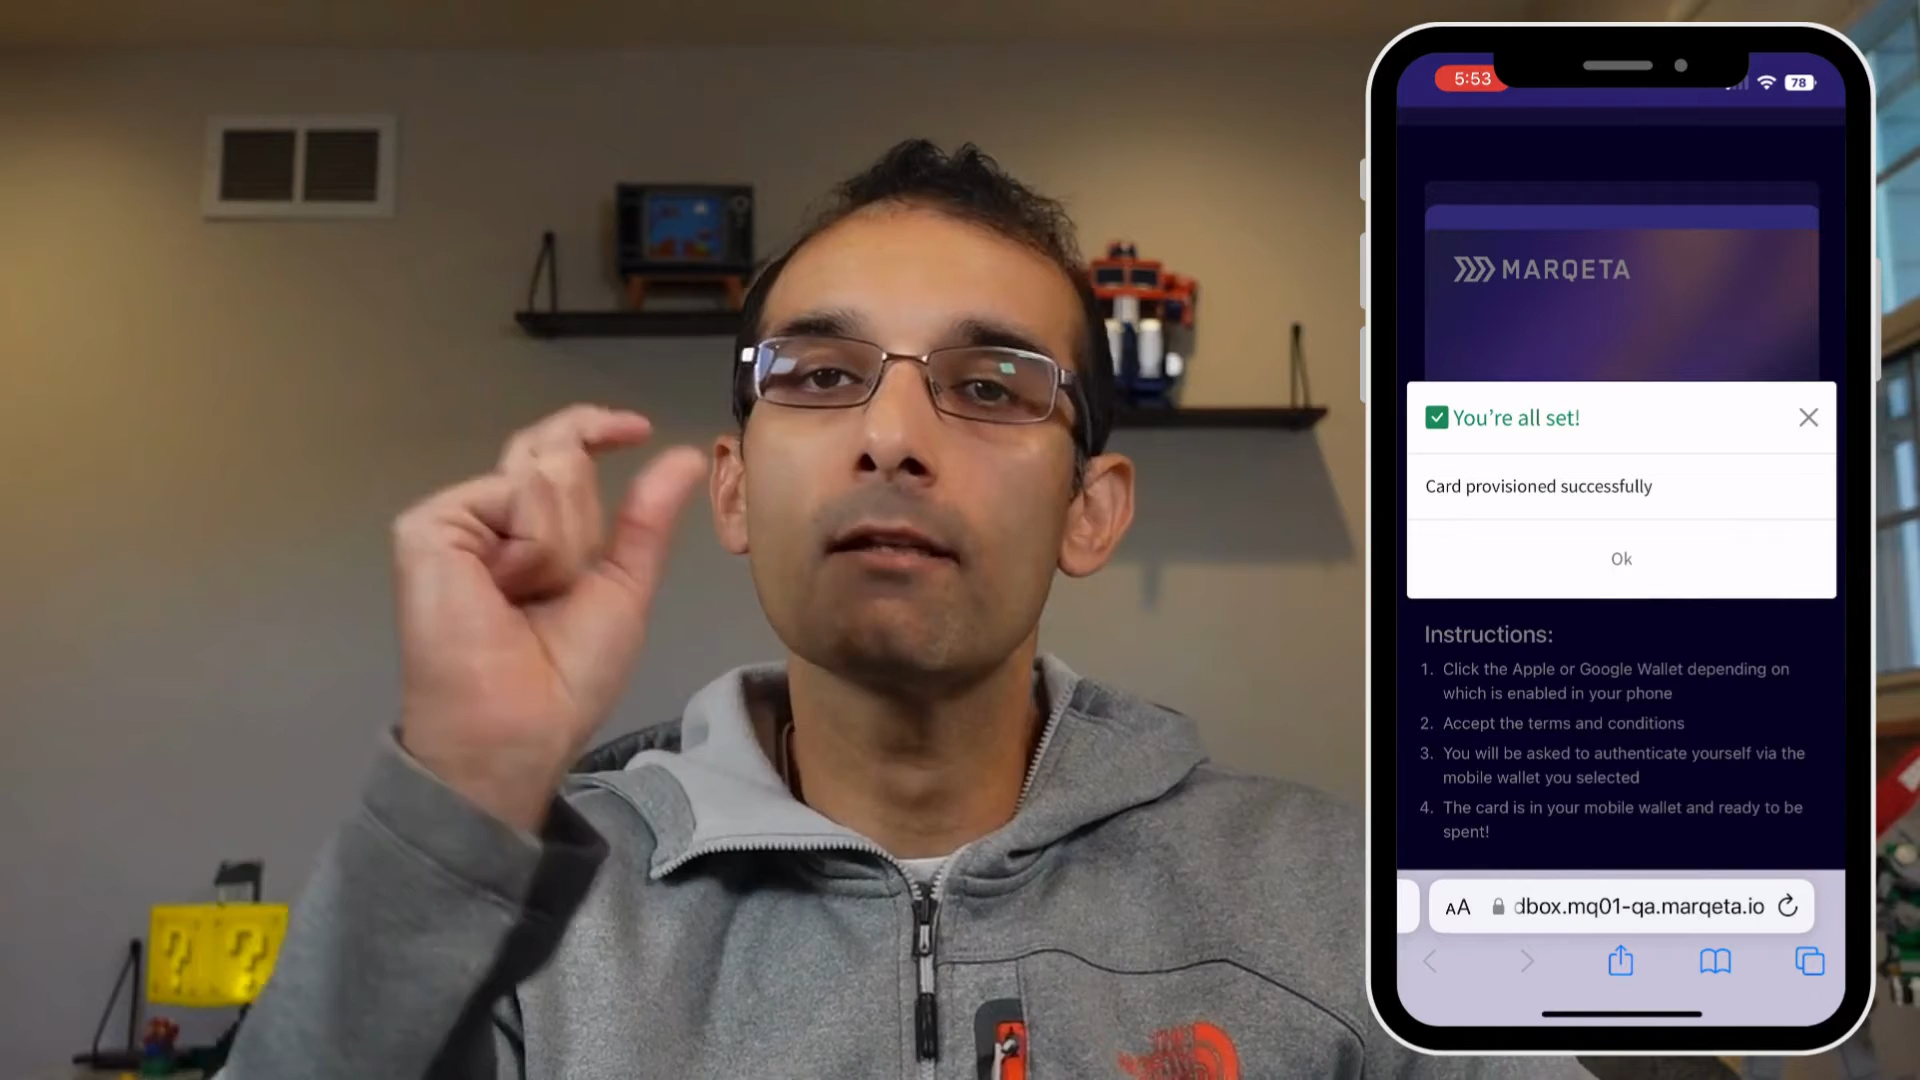 5:53
78
MARQETA
You’re all set!
Card provisioned successfully
Ok
Instructions:
1. Click the Apple or Google Wallet depending on
which is enabled in your phone
2. Accept the terms and conditions
3. You will be asked to authenticate yourself via the
mobile wallet you selected
4. The card is in your mobile wallet and ready to be
spent!
AA
dbox.mq01-qa.marqeta.io
? ?